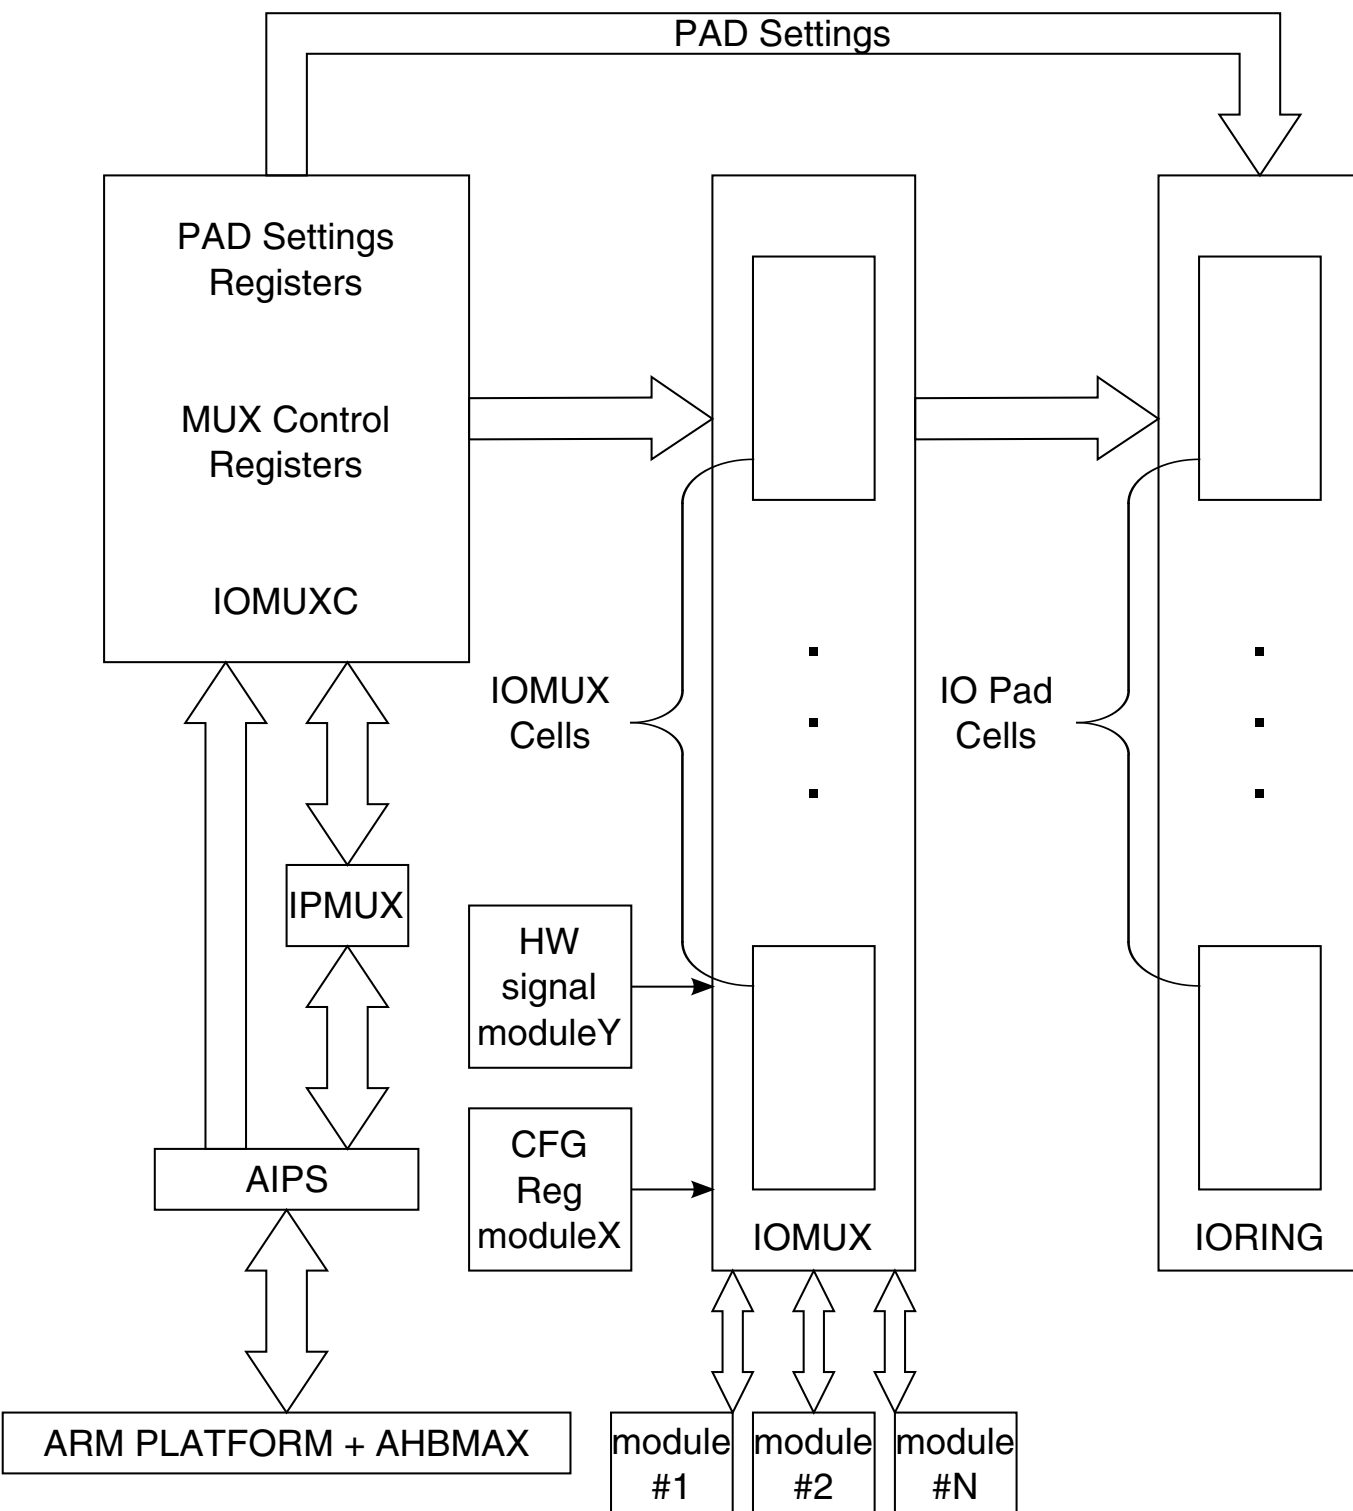 PAD Settings
PAD Settings
Registers
MUX Control
Registers
IOMUXC
IOMUX
Cells
IO Pad
Cells
IPMUX
HW
signal
moduleY
AIPS
CFG
Reg
moduleX
IOMUX
IORING
ARM PLATFORM + AHBMAX
module
#1
module
#2
module
#N